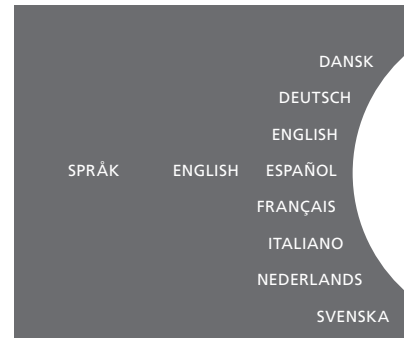 DANSK
DEUTSCH
ENGLISH
SPRÅK ENGLISH ESPAÑOL
FRANÇAIS
ITALIANO
NEDERLANDS
SVENSKA